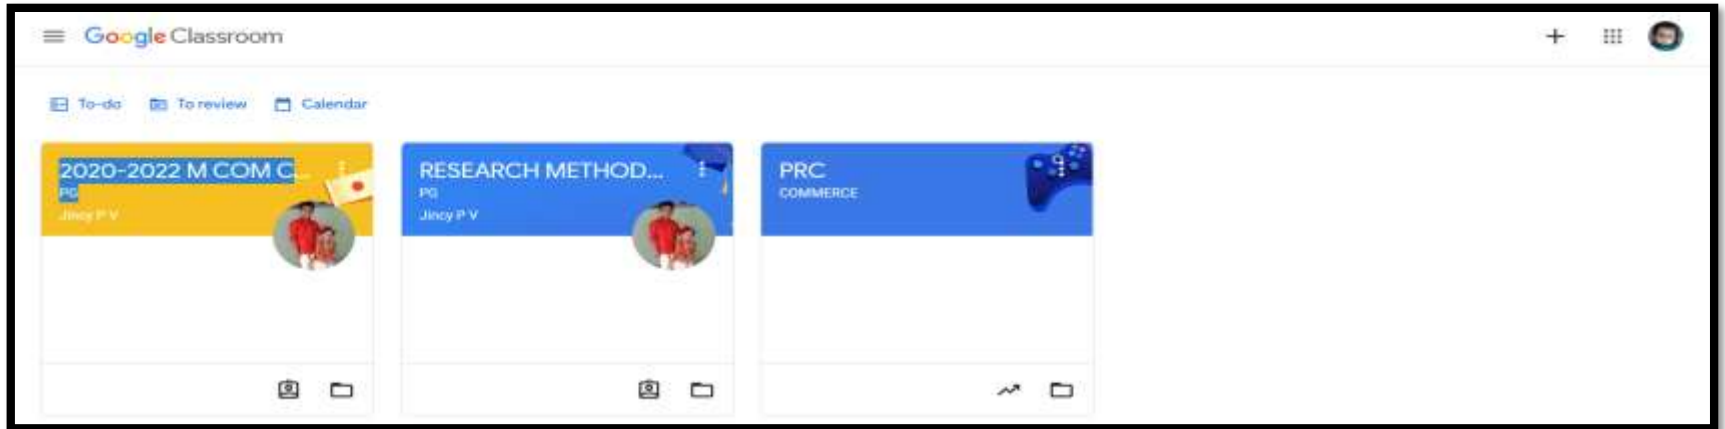 Google Classroom
To-do To review Calendar
2020-2022 M COM C...
PG
Jincy P V
RESEARCH METHOD...
PG
Jincy P V
PRC
COMMERCE